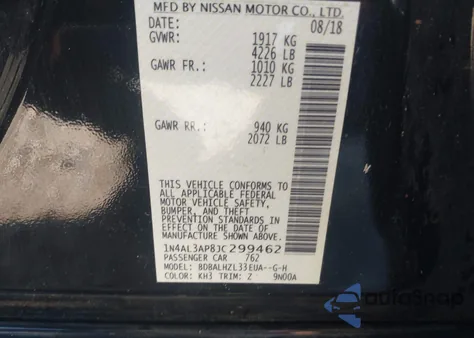 MFD BY NISSAN MOTOR CO., LTD.
DATE: 08/18
GVWR: 1917 KG
4226 LB
GAWR FR: 1010 KG
2227 LB
GAWR RR: 940 KG
2072 LB
THIS VEHICLE CONFORMS TO
ALL APPLICABLE FEDERAL
MOTOR VEHICLE SAFETY,
BUMPER, AND THEFT
PREVENTION STANDARDS IN
EFFECT ON THE DATE OF
MANUFACTURE SHOWN ABOVE.
1N4AL3AP8JC299462
PASSENGER CAR 762
MODEL: BDBALHZL33EUA--G-H
COLOR: KH3 TRIM: Z 9N00A
AutoSnap